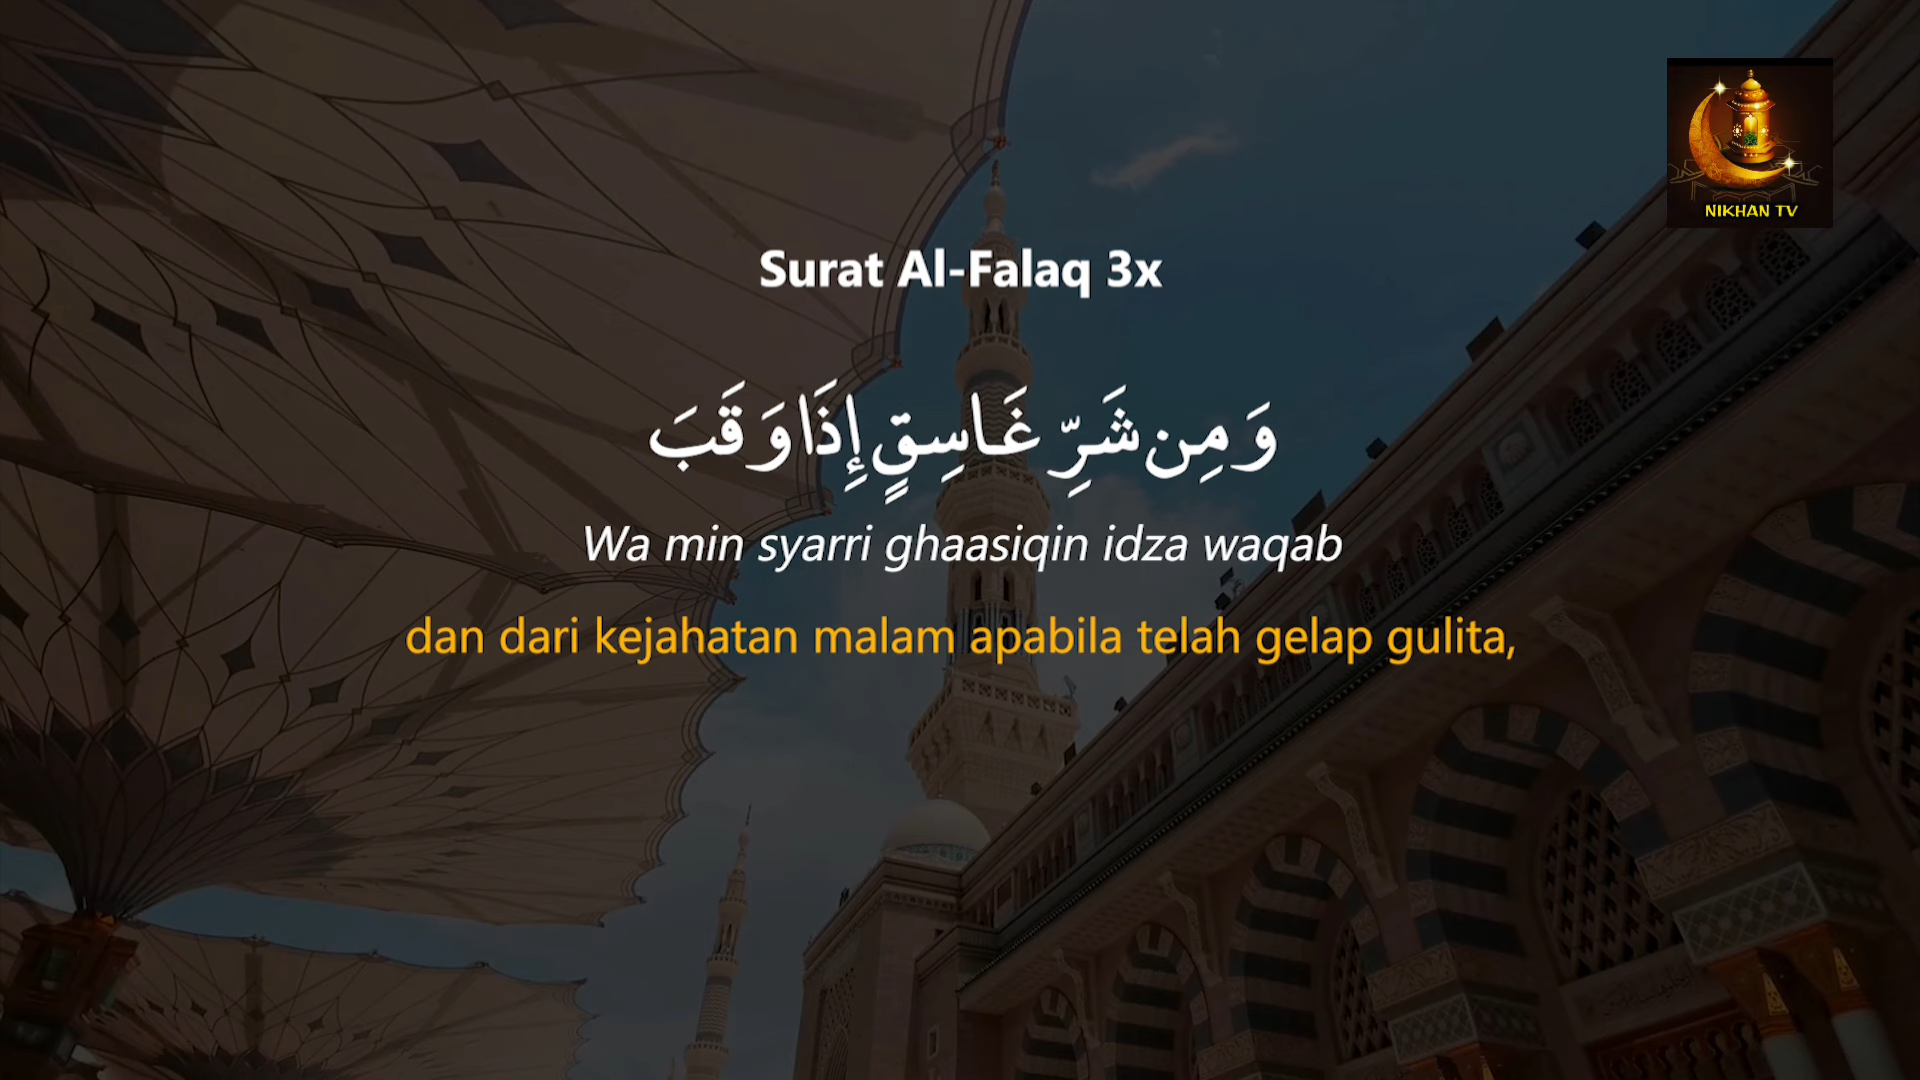 NIKHAN TV
Surat Al-Falaq 3x
وَمِن شَرِّ غَاسِقٍ إِذَا وَقَبَ
Wa min syarri ghaasiqin idza waqab
dan dari kejahatan malam apabila telah gelap gulita,